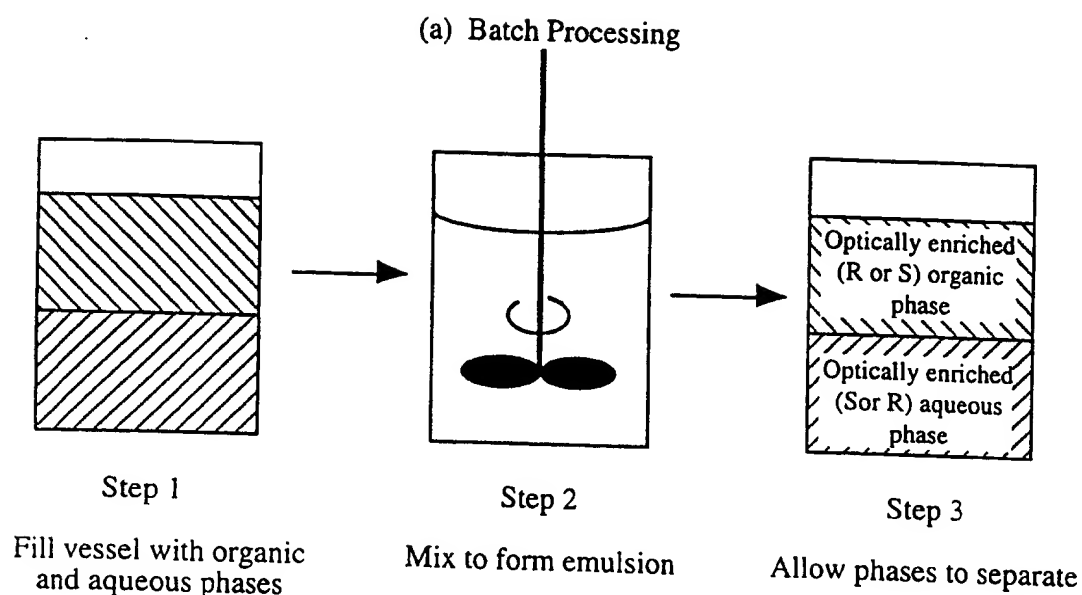 (a) Batch Processing
Optically enriched
(R or S) organic
phase
Optically enriched
(Sor R) aqueous
phase
Step 1
Step 2
Step 3
Fill vessel with organic
and aqueous phases
Mix to form emulsion
Allow phases to separate